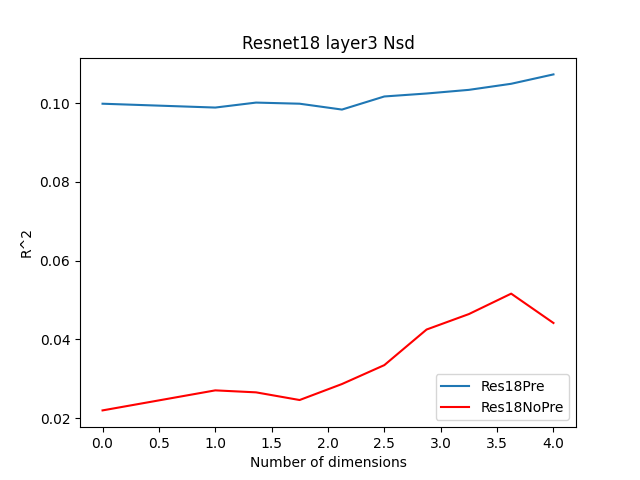 Resnet18 layer3 Nsd
R^2
0.10
0.08
0.06
0.04
0.02
0.0 0.5 1.0 1.5 2.0 2.5 3.0 3.5 4.0
Number of dimensions
Res18Pre
Res18NoPre